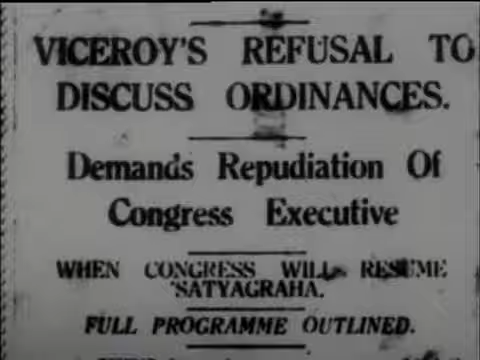 VICEROY'S REFUSAL TO
DISCUSS ORDINANCES.
Demands Repudiation Of
Congress Executive
WHEN CONGRESS WILL RESUME
'SATYAGRAHA.
FULL PROGRAMME OUTLINED.